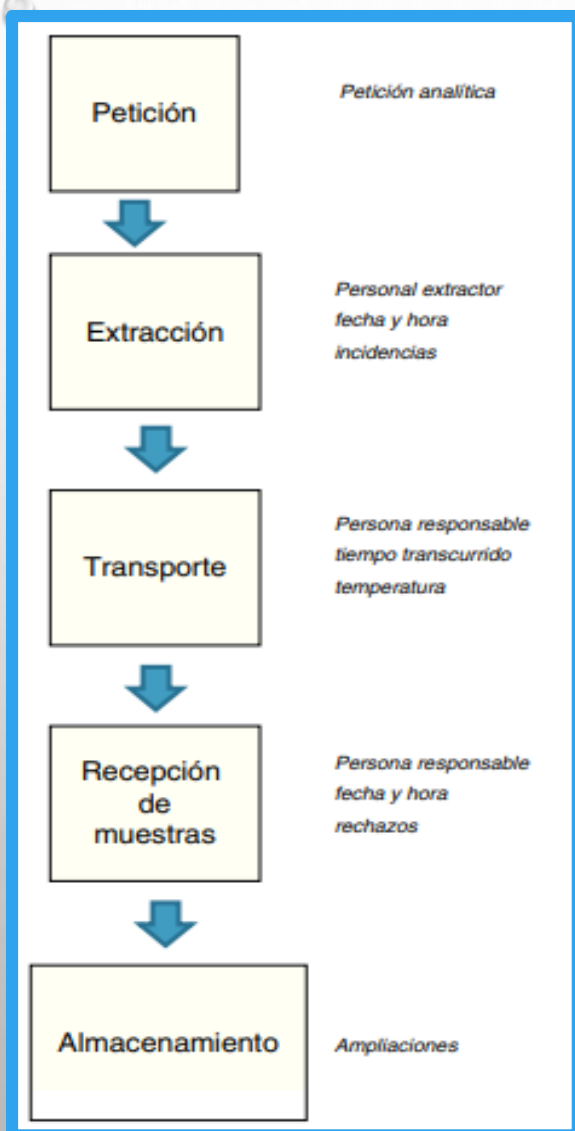 Petición
Petición analítica
Extracción
Personal extractor
fecha y hora
incidencias
Transporte
Persona responsable
tiempo transcurrido
temperatura
Recepción
de
muestras
Persona responsable
fecha y hora
rechazos
Almacenamiento
Ampliaciones